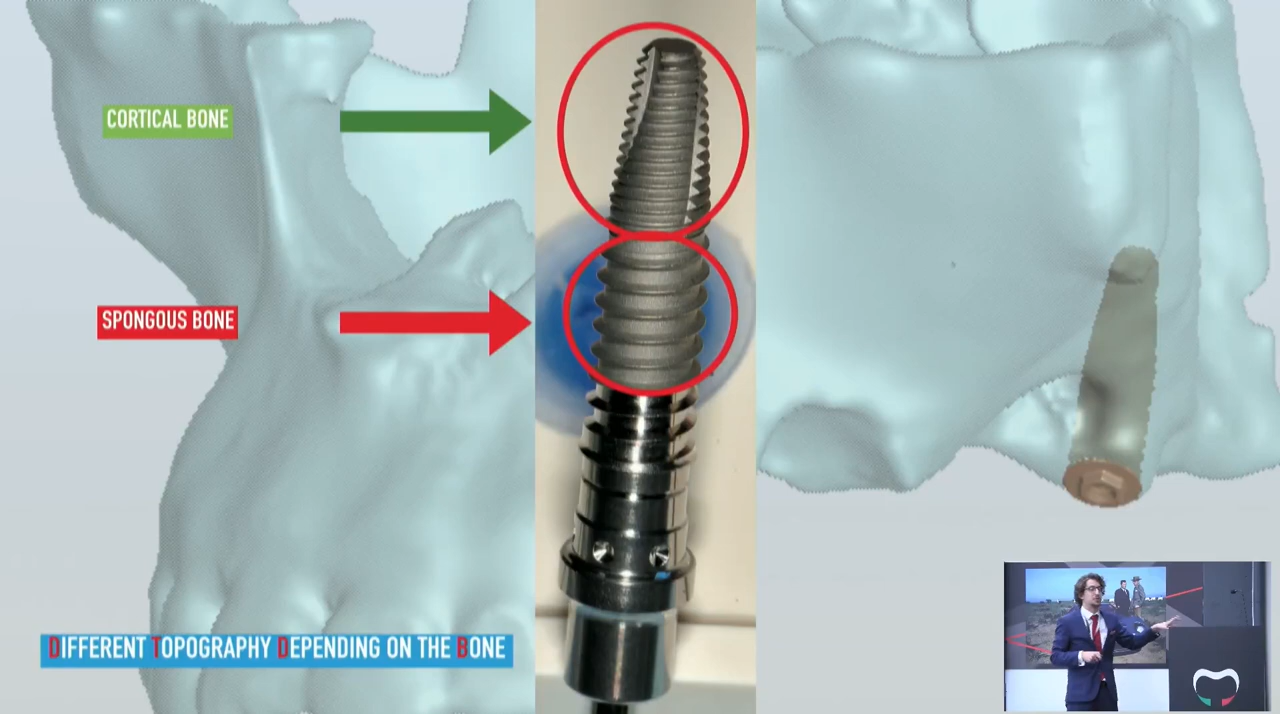 CORTICAL BONE
SPONGOUS BONE
DIFFERENT TOPOGRAPHY DEPENDING ON THE BONE